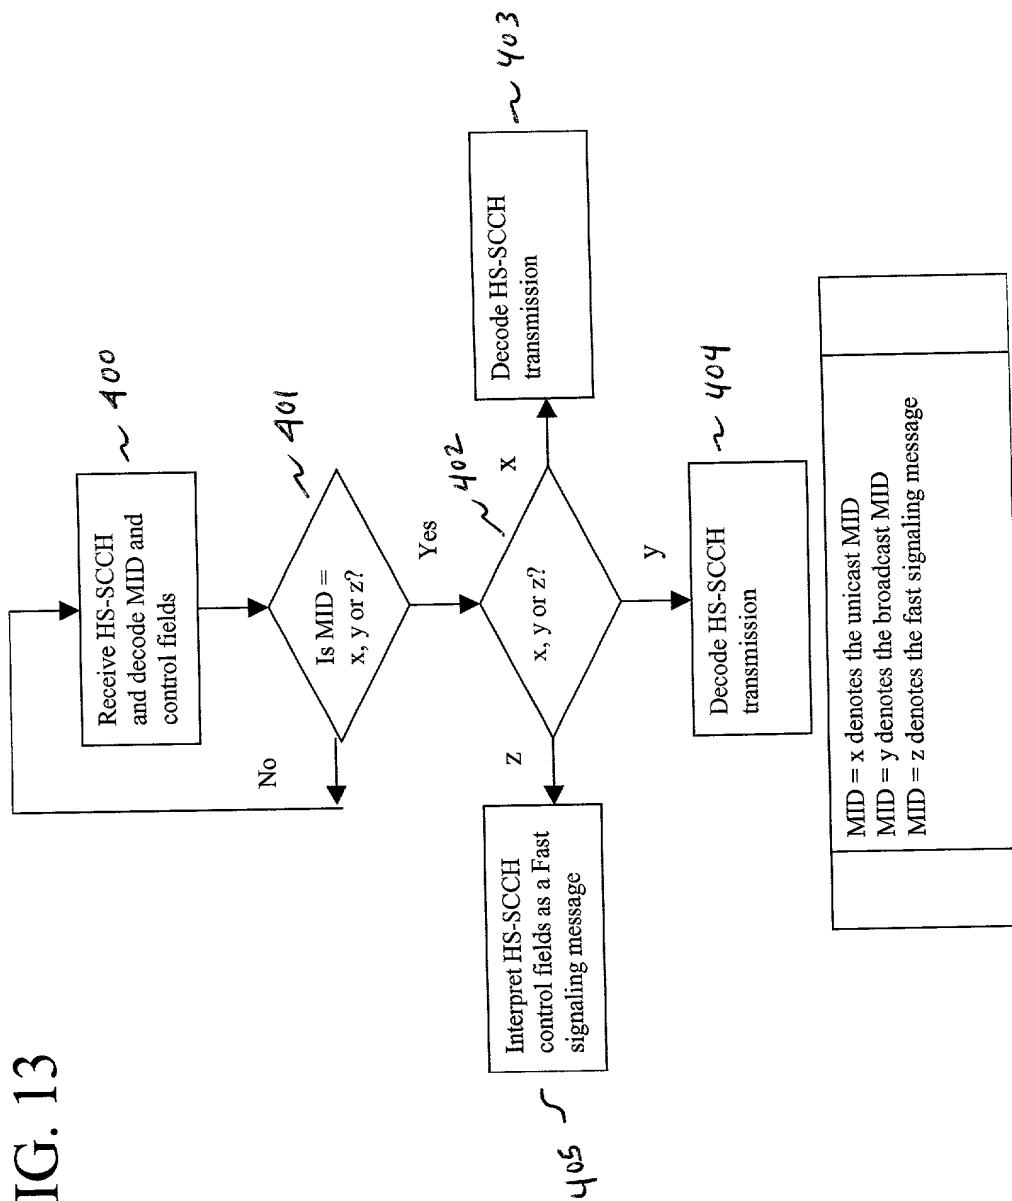 IG. 13
Receive HS-SCCH
and decode MID and
control fields
400
Is MID =
x, y or z?
401
No
Yes
x, y or z?
402
z
x
y
Interpret HS-SCCH
control fields as a Fast
signaling message
405
Decode HS-SCCH
transmission
403
Decode HS-SCCH
transmission
404
MID = x denotes the unicast MID
MID = y denotes the broadcast MID
MID = z denotes the fast signaling message